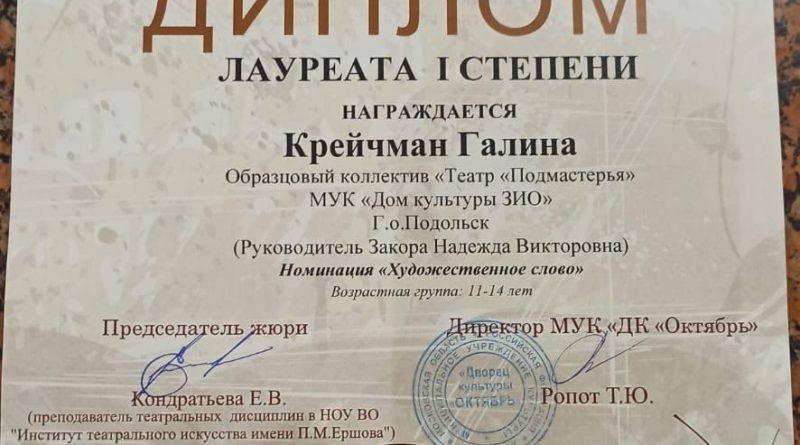 ДИПЛОМ
ЛАУРЕАТА I СТЕПЕНИ
НАГРАЖДАЕТСЯ
Крейчман Галина
Образцовый коллектив «Театр «Подмастерья»
МУК «Дом культуры ЗИО»
Г.о.Подольск
(Руководитель Закора Надежда Викторовна)
Номинация «Художественное слово»
Возрастная группа: 11-14 лет
Председатель жюри
Директор МУК «ДК «Октябрь»
Кондратьева Е.В.
(преподаватель театральных дисциплин в НОУ ВО
"Институт театрального искусства имени П.М.Ершова")
«Дворец
культуры
ОКТЯБРЬ
Ропот Т.Ю.